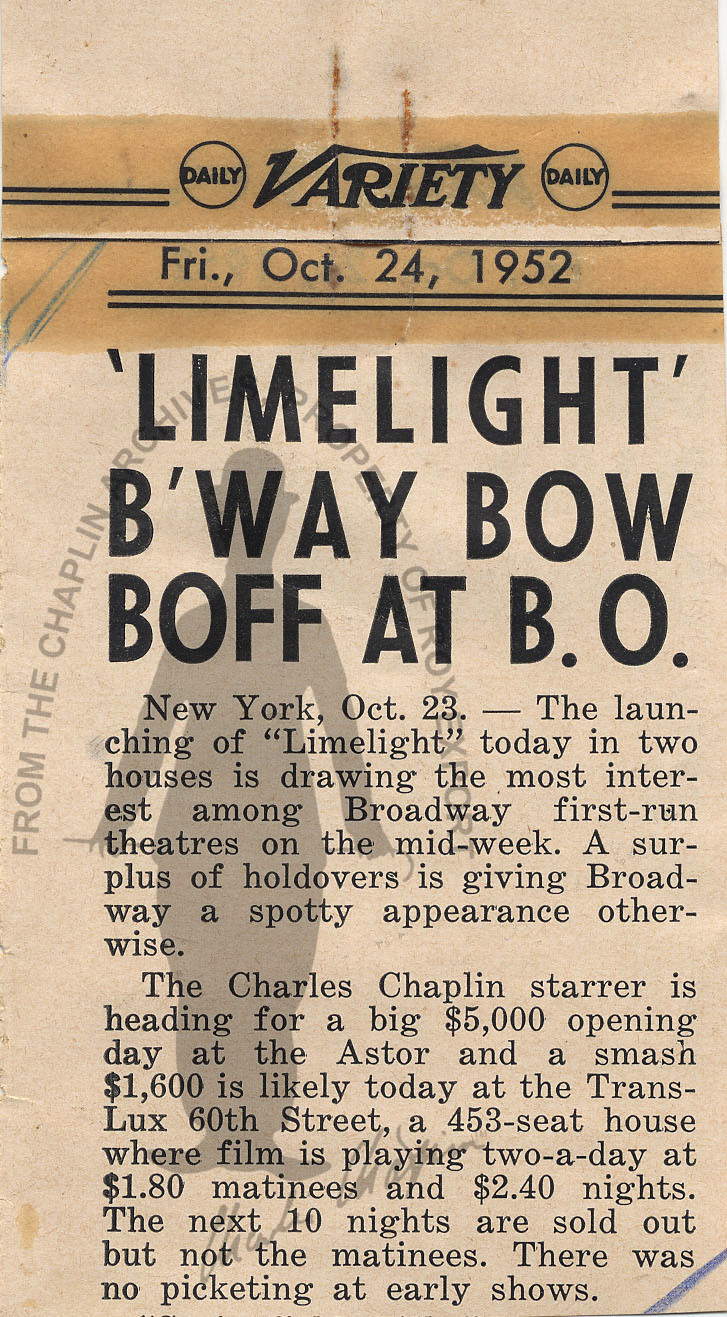 DAILY VARIETY DAILY
Fri., Oct. 24, 1952
'LIMELIGHT'
B'WAY BOW
BOFF AT B.O.
New York, Oct. 23. — The laun-
ching of “Limelight” today in two
houses is drawing the most inter-
est among Broadway first-run
theatres on the mid-week. A sur-
plus of holdovers is giving Broad-
way a spotty appearance other-
wise.
The Charles Chaplin starrer is
heading for a big $5,000 opening
day at the Astor and a smash
$1,600 is likely today at the Trans-
Lux 60th Street, a 453-seat house
where film is playing two-a-day at
$1.80 matinees and $2.40 nights.
The next 10 nights are sold out
but not the matinees. There was
no picketing at early shows.
FROM THE CHAPLIN ARCHIVES PROPERTY OF ROY